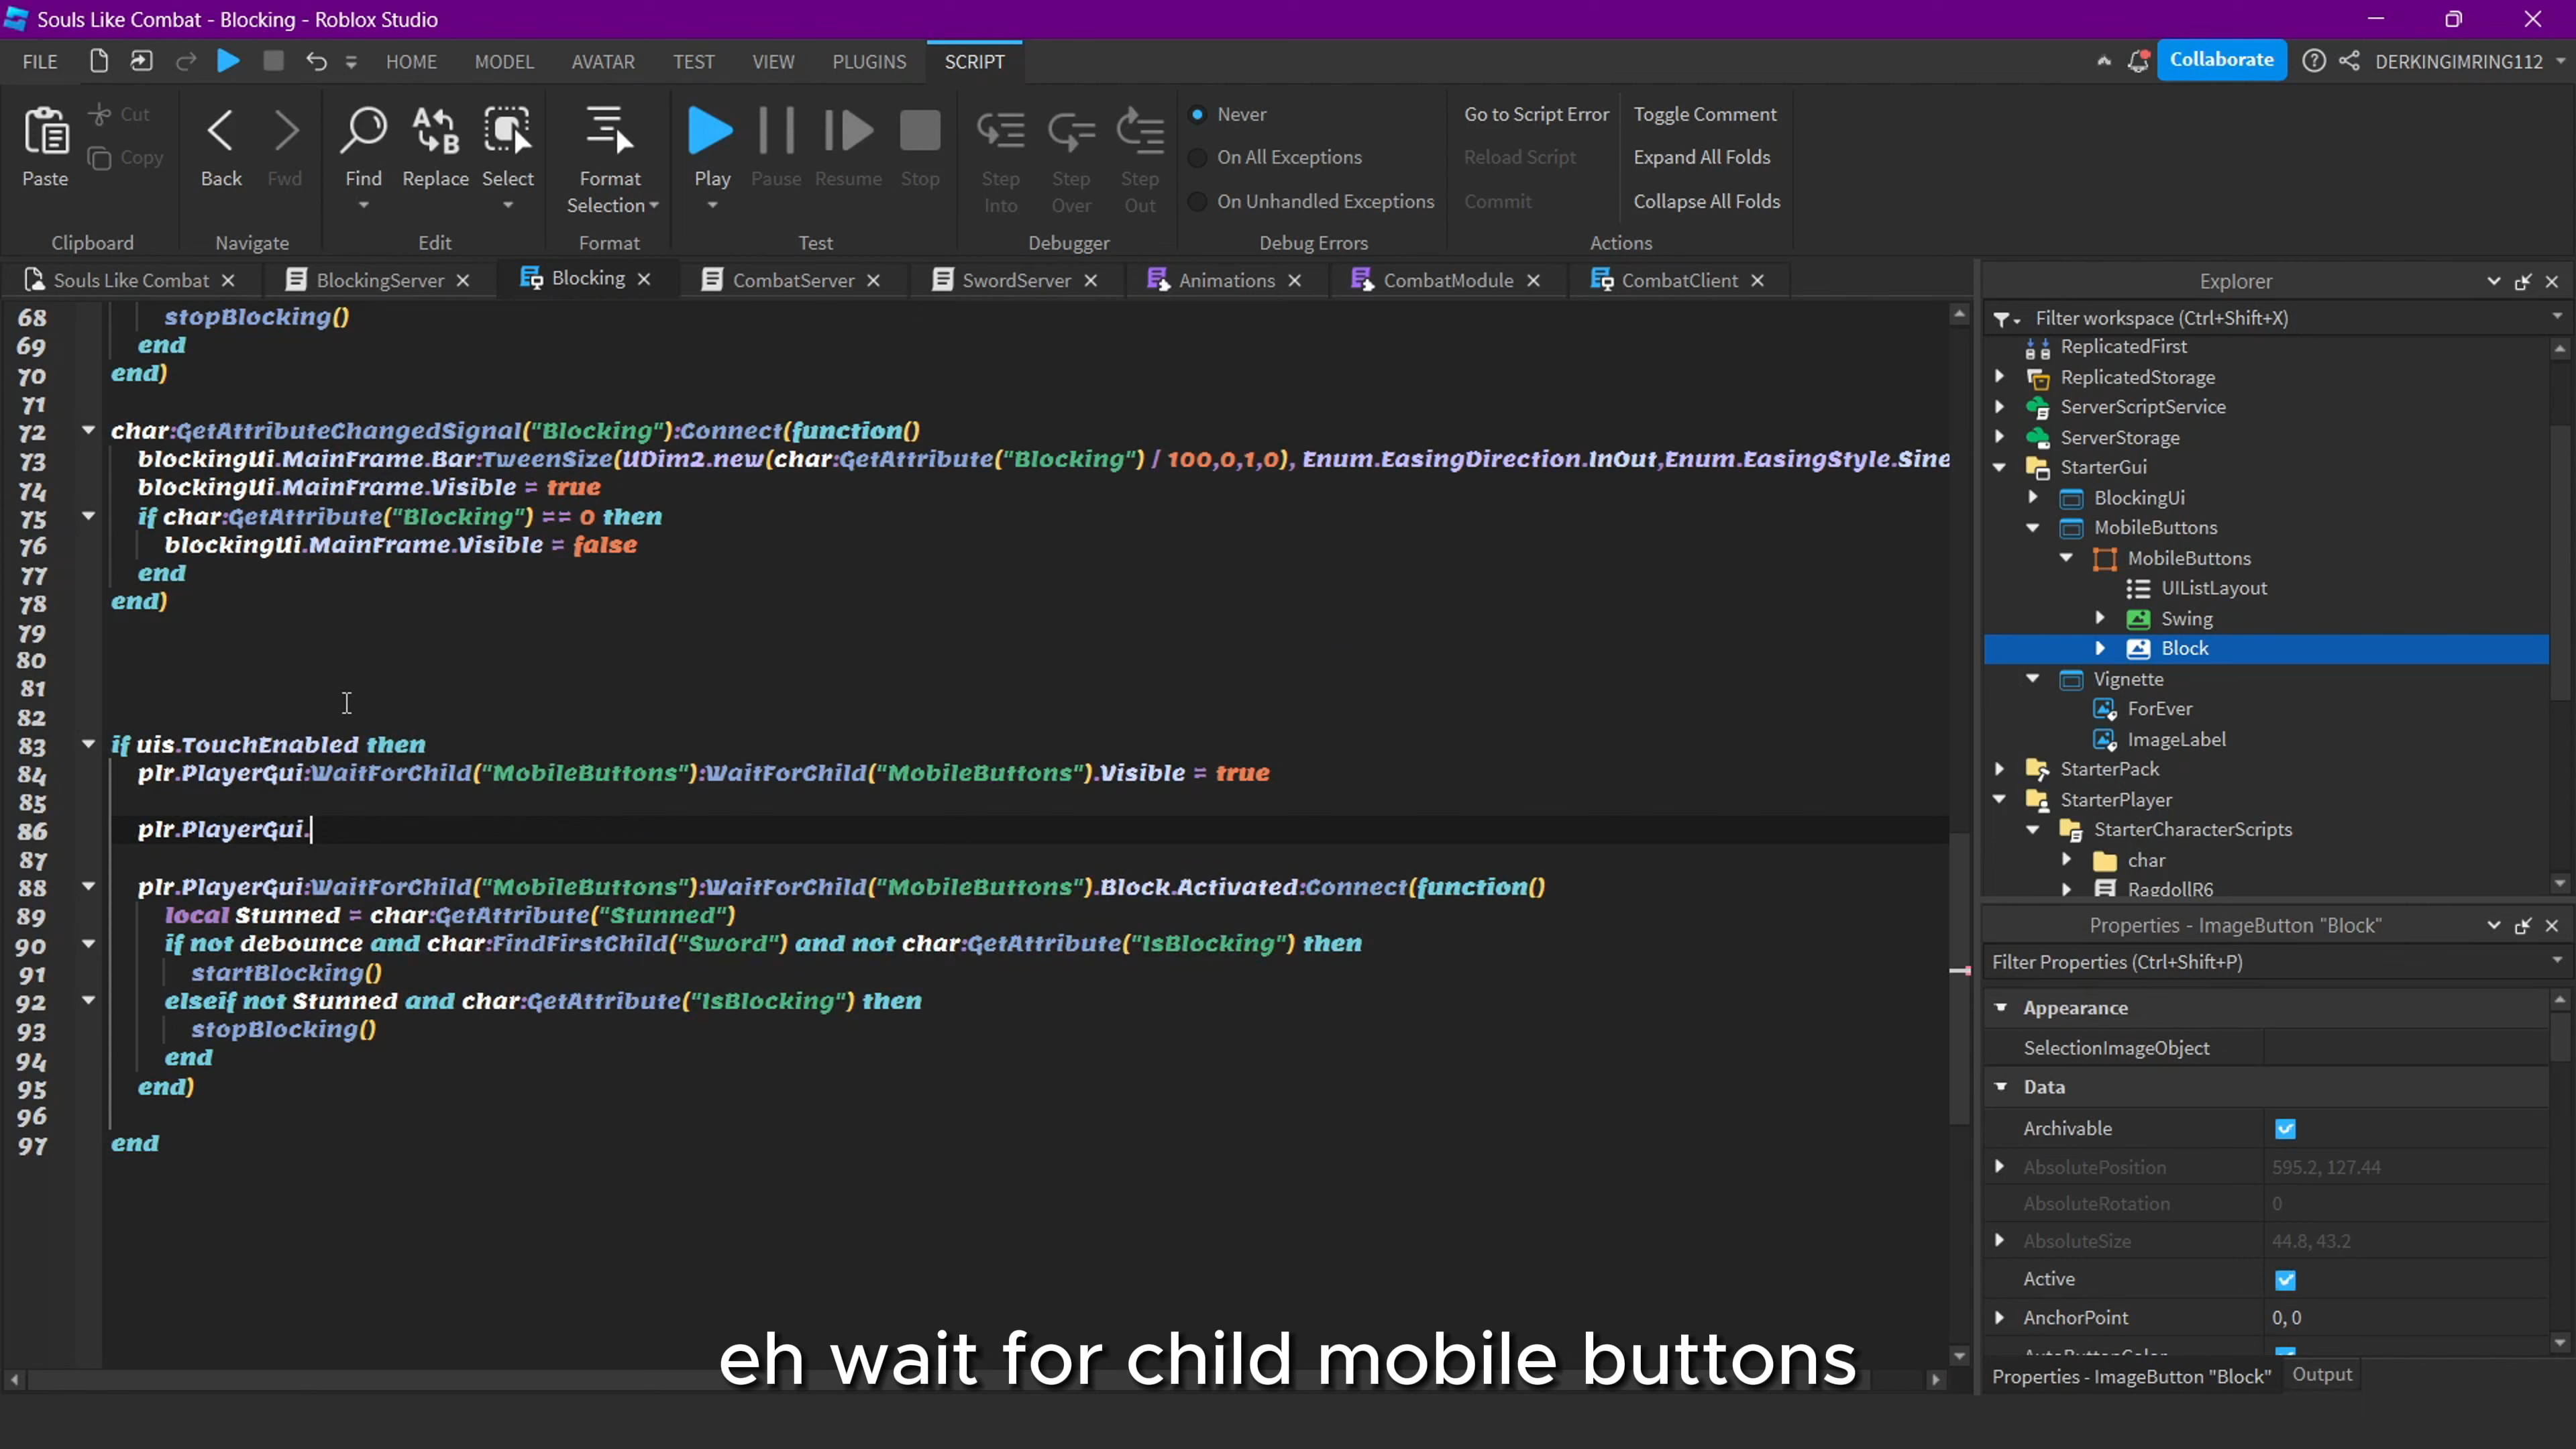 Souls Like Combat - Blocking - Roblox Studio
FILE HOME MODEL AVATAR TEST VIEW PLUGINS SCRIPT Collaborate DERKINGIMRING112
Paste Cut Copy Back Fwd Find Replace Select Format Selection Play Pause Resume Stop Step Into Step Over Step Out
Never Go to Script Error Toggle Comment
On All Exceptions Reload Script Expand All Folds
On Unhandled Exceptions Commit Collapse All Folds
Clipboard Navigate Edit Format Test Debugger Debug Errors Actions
Souls Like Combat BlockingServer Blocking CombatServer SwordServer Animations CombatModule CombatClient
68 stopBlocking()
69 end
70 end)
71
72 char:GetAttributeChangedSignal("Blocking"):Connect(function()
73 blockingUi.MainFrame.Bar:TweenSize(UDim2.new(char:GetAttribute("Blocking") / 100,0,1,0), Enum.EasingDirection.InOut,Enum.EasingStyle.Sine
74 blockingUi.MainFrame.Visible = true
75 if char:GetAttribute("Blocking") == 0 then
76 blockingUi.MainFrame.Visible = false
77 end
78 end)
79
80
81
82
83 if uis.TouchEnabled then
84 plr.PlayerGui:WaitForChild("MobileButtons"):WaitForChild("MobileButtons").Visible = true
85
86 plr.PlayerGui.
87
88 plr.PlayerGui:WaitForChild("MobileButtons"):WaitForChild("MobileButtons").Block.Activated:Connect(function()
89 local Stunned = char:GetAttribute("Stunned")
90 if not debounce and char:FindFirstChild("Sword") and not char:GetAttribute("IsBlocking") then
91 startBlocking()
92 elseif not Stunned and char:GetAttribute("IsBlocking") then
93 stopBlocking()
94 end
95 end)
96
97 end
Explorer
Filter workspace (Ctrl+Shift+X)
ReplicatedFirst
ReplicatedStorage
ServerScriptService
ServerStorage
StarterGui
BlockingUi
MobileButtons
MobileButtons
UIListLayout
Swing
Block
Vignette
ForEver
ImageLabel
StarterPack
StarterPlayer
StarterCharacterScripts
char
RagdollR6
Properties - ImageButton "Block"
Filter Properties (Ctrl+Shift+P)
Appearance
SelectionImageObject
Data
Archivable
AbsolutePosition 595.2, 127.44
AbsoluteRotation 0
AbsoluteSize 44.8, 43.2
Active
AnchorPoint 0, 0
AutoButtonColor
Properties - ImageButton "Block" Output
eh wait for child mobile buttons